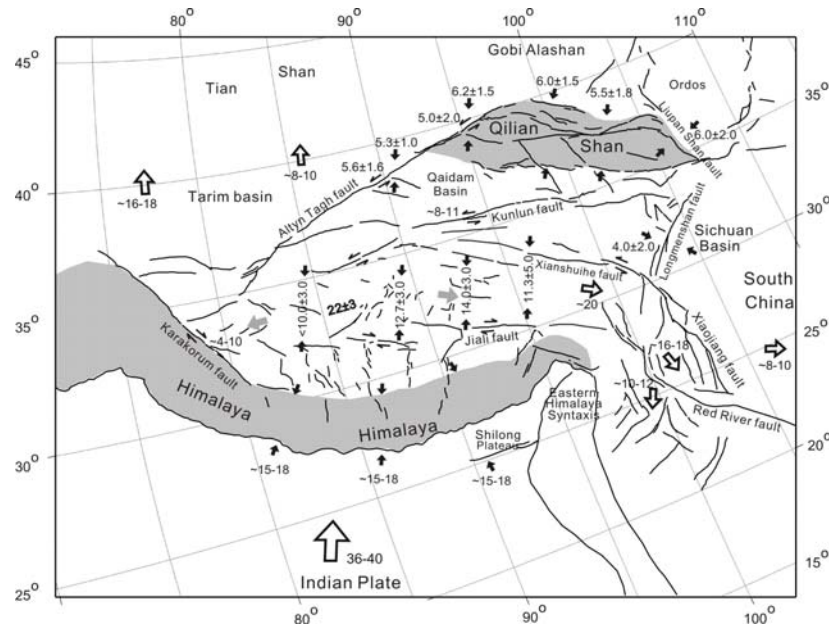 80°
90°
100°
110°
45°
40°
35°
30°
25°
35°
30°
25°
20°
15°
80°
90°
100°
Gobi Alashan
Tian Shan
Ordos
6.2±1.5
6.0±1.5
5.5±1.8
5.0±2.0
Qilian
Shan
Liupan Shan fault
6.0±2.0
5.3±1.0
5.6±1.6
~8-10
~16-18
Tarim basin
Qaidam
Basin
Altyn Tagh fault
~8-11
Kunlun fault
Sichuan
Basin
4.0±2.0
Longmenshan fault
Xianshuihe fault
South
China
<10.0±3.0
22±3
12.7±3.0
14.0±3.0
11.3±5.0
~20
~4-10
Karakorum fault
Jiali fault
16-18
Xiaojiang fault
~8-10
Himalaya
Himalaya
Eastern
Himalaya
Syntaxis
~10-12
Red River fault
Shilong
Plateau
~15-18
~15-18
~15-18
36-40
Indian Plate